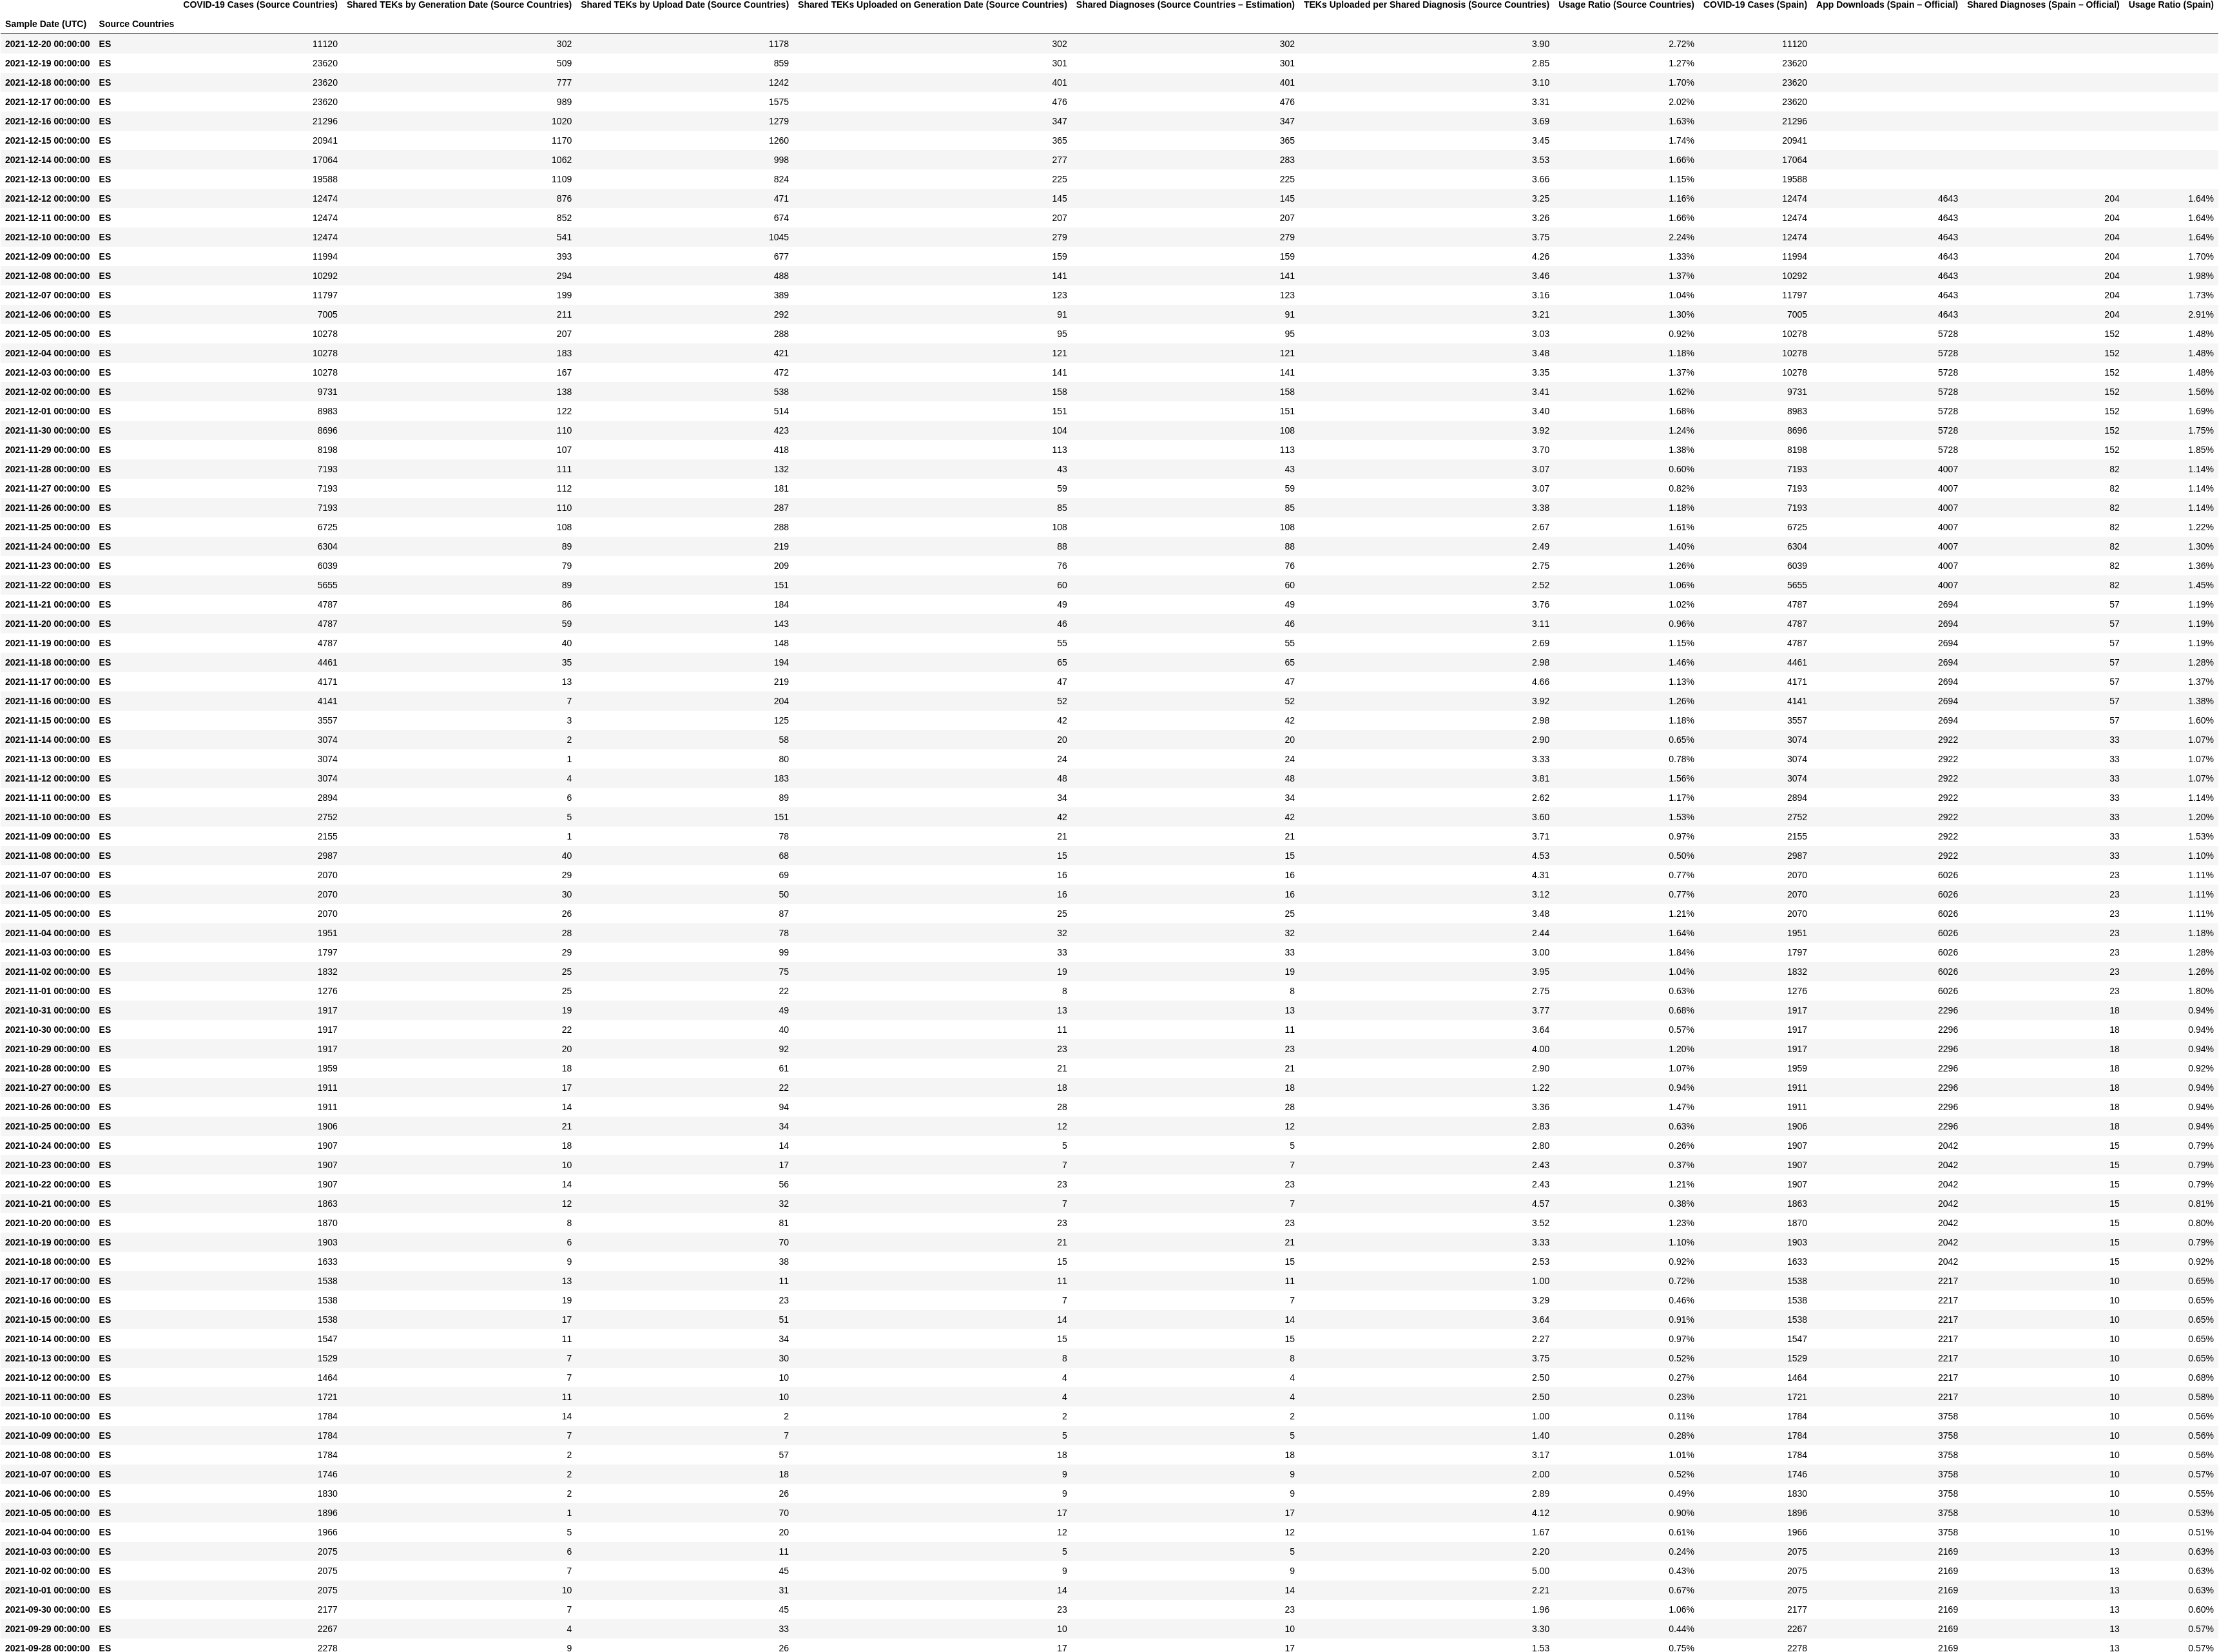 COVID-19 Cases (Source Countries) Shared TEKs by Generation Date (Source Countries) Shared TEKs by Upload Date (Source Countries) Shared TEKs Uploaded on Generation Date (Source Countries) Shared Diagnoses (Source Countries – Estimation) TEKs Uploaded per Shared Diagnosis (Source Countries) Usage Ratio (Source Countries) COVID-19 Cases (Spain) App Downloads (Spain – Official) Shared Diagnoses (Spain – Official) Usage Ratio (Spain)
Sample Date (UTC) Source Countries
2021-12-20 00:00:00 ES 11120 302 1178 302 302 3.90 2.72% 11120
2021-12-19 00:00:00 ES 23620 509 859 301 301 2.85 1.27% 23620
2021-12-18 00:00:00 ES 23620 777 1242 401 401 3.10 1.70% 23620
2021-12-17 00:00:00 ES 23620 989 1575 476 476 3.31 2.02% 23620
2021-12-16 00:00:00 ES 21296 1020 1279 347 347 3.69 1.63% 21296
2021-12-15 00:00:00 ES 20941 1170 1260 365 365 3.45 1.74% 20941
2021-12-14 00:00:00 ES 17064 1062 998 277 283 3.53 1.66% 17064
2021-12-13 00:00:00 ES 19588 1109 824 225 225 3.66 1.15% 19588
2021-12-12 00:00:00 ES 12474 876 471 145 145 3.25 1.16% 12474 4643 204 1.64%
2021-12-11 00:00:00 ES 12474 852 674 207 207 3.26 1.66% 12474 4643 204 1.64%
2021-12-10 00:00:00 ES 12474 541 1045 279 279 3.75 2.24% 12474 4643 204 1.64%
2021-12-09 00:00:00 ES 11994 393 677 159 159 4.26 1.33% 11994 4643 204 1.70%
2021-12-08 00:00:00 ES 10292 294 488 141 141 3.46 1.37% 10292 4643 204 1.98%
2021-12-07 00:00:00 ES 11797 199 389 123 123 3.16 1.04% 11797 4643 204 1.73%
2021-12-06 00:00:00 ES 7005 211 292 91 91 3.21 1.30% 7005 4643 204 2.91%
2021-12-05 00:00:00 ES 10278 207 288 95 95 3.03 0.92% 10278 5728 152 1.48%
2021-12-04 00:00:00 ES 10278 183 421 121 121 3.48 1.18% 10278 5728 152 1.48%
2021-12-03 00:00:00 ES 10278 167 472 141 141 3.35 1.37% 10278 5728 152 1.48%
2021-12-02 00:00:00 ES 9731 138 538 158 158 3.41 1.62% 9731 5728 152 1.56%
2021-12-01 00:00:00 ES 8983 122 514 151 151 3.40 1.68% 8983 5728 152 1.69%
2021-11-30 00:00:00 ES 8696 110 423 104 108 3.92 1.24% 8696 5728 152 1.75%
2021-11-29 00:00:00 ES 8198 107 418 113 113 3.70 1.38% 8198 5728 152 1.85%
2021-11-28 00:00:00 ES 7193 111 132 43 43 3.07 0.60% 7193 4007 82 1.14%
2021-11-27 00:00:00 ES 7193 112 181 59 59 3.07 0.82% 7193 4007 82 1.14%
2021-11-26 00:00:00 ES 7193 110 287 85 85 3.38 1.18% 7193 4007 82 1.14%
2021-11-25 00:00:00 ES 6725 108 288 108 108 2.67 1.61% 6725 4007 82 1.22%
2021-11-24 00:00:00 ES 6304 89 219 88 88 2.49 1.40% 6304 4007 82 1.30%
2021-11-23 00:00:00 ES 6039 79 209 76 76 2.75 1.26% 6039 4007 82 1.36%
2021-11-22 00:00:00 ES 5655 89 151 60 60 2.52 1.06% 5655 4007 82 1.45%
2021-11-21 00:00:00 ES 4787 86 184 49 49 3.76 1.02% 4787 2694 57 1.19%
2021-11-20 00:00:00 ES 4787 59 143 46 46 3.11 0.96% 4787 2694 57 1.19%
2021-11-19 00:00:00 ES 4787 40 148 55 55 2.69 1.15% 4787 2694 57 1.19%
2021-11-18 00:00:00 ES 4461 35 194 65 65 2.98 1.46% 4461 2694 57 1.28%
2021-11-17 00:00:00 ES 4171 13 219 47 47 4.66 1.13% 4171 2694 57 1.37%
2021-11-16 00:00:00 ES 4141 7 204 52 52 3.92 1.26% 4141 2694 57 1.38%
2021-11-15 00:00:00 ES 3557 3 125 42 42 2.98 1.18% 3557 2694 57 1.60%
2021-11-14 00:00:00 ES 3074 2 58 20 20 2.90 0.65% 3074 2922 33 1.07%
2021-11-13 00:00:00 ES 3074 1 80 24 24 3.33 0.78% 3074 2922 33 1.07%
2021-11-12 00:00:00 ES 3074 4 183 48 48 3.81 1.56% 3074 2922 33 1.07%
2021-11-11 00:00:00 ES 2894 6 89 34 34 2.62 1.17% 2894 2922 33 1.14%
2021-11-10 00:00:00 ES 2752 5 151 42 42 3.60 1.53% 2752 2922 33 1.20%
2021-11-09 00:00:00 ES 2155 1 78 21 21 3.71 0.97% 2155 2922 33 1.53%
2021-11-08 00:00:00 ES 2987 40 68 15 15 4.53 0.50% 2987 2922 33 1.10%
2021-11-07 00:00:00 ES 2070 29 69 16 16 4.31 0.77% 2070 6026 23 1.11%
2021-11-06 00:00:00 ES 2070 30 50 16 16 3.12 0.77% 2070 6026 23 1.11%
2021-11-05 00:00:00 ES 2070 26 87 25 25 3.48 1.21% 2070 6026 23 1.11%
2021-11-04 00:00:00 ES 1951 28 78 32 32 2.44 1.64% 1951 6026 23 1.18%
2021-11-03 00:00:00 ES 1797 29 99 33 33 3.00 1.84% 1797 6026 23 1.28%
2021-11-02 00:00:00 ES 1832 25 75 19 19 3.95 1.04% 1832 6026 23 1.26%
2021-11-01 00:00:00 ES 1276 25 22 8 8 2.75 0.63% 1276 6026 23 1.80%
2021-10-31 00:00:00 ES 1917 19 49 13 13 3.77 0.68% 1917 2296 18 0.94%
2021-10-30 00:00:00 ES 1917 22 40 11 11 3.64 0.57% 1917 2296 18 0.94%
2021-10-29 00:00:00 ES 1917 20 92 23 23 4.00 1.20% 1917 2296 18 0.94%
2021-10-28 00:00:00 ES 1959 18 61 21 21 2.90 1.07% 1959 2296 18 0.92%
2021-10-27 00:00:00 ES 1911 17 22 18 18 1.22 0.94% 1911 2296 18 0.94%
2021-10-26 00:00:00 ES 1911 14 94 28 28 3.36 1.47% 1911 2296 18 0.94%
2021-10-25 00:00:00 ES 1906 21 34 12 12 2.83 0.63% 1906 2296 18 0.94%
2021-10-24 00:00:00 ES 1907 18 14 5 5 2.80 0.26% 1907 2042 15 0.79%
2021-10-23 00:00:00 ES 1907 10 17 7 7 2.43 0.37% 1907 2042 15 0.79%
2021-10-22 00:00:00 ES 1907 14 56 23 23 2.43 1.21% 1907 2042 15 0.79%
2021-10-21 00:00:00 ES 1863 12 32 7 7 4.57 0.38% 1863 2042 15 0.81%
2021-10-20 00:00:00 ES 1870 8 81 23 23 3.52 1.23% 1870 2042 15 0.80%
2021-10-19 00:00:00 ES 1903 6 70 21 21 3.33 1.10% 1903 2042 15 0.79%
2021-10-18 00:00:00 ES 1633 9 38 15 15 2.53 0.92% 1633 2042 15 0.92%
2021-10-17 00:00:00 ES 1538 13 11 11 11 1.00 0.72% 1538 2217 10 0.65%
2021-10-16 00:00:00 ES 1538 19 23 7 7 3.29 0.46% 1538 2217 10 0.65%
2021-10-15 00:00:00 ES 1538 17 51 14 14 3.64 0.91% 1538 2217 10 0.65%
2021-10-14 00:00:00 ES 1547 11 34 15 15 2.27 0.97% 1547 2217 10 0.65%
2021-10-13 00:00:00 ES 1529 7 30 8 8 3.75 0.52% 1529 2217 10 0.65%
2021-10-12 00:00:00 ES 1464 7 10 4 4 2.50 0.27% 1464 2217 10 0.68%
2021-10-11 00:00:00 ES 1721 11 10 4 4 2.50 0.23% 1721 2217 10 0.58%
2021-10-10 00:00:00 ES 1784 14 2 2 2 1.00 0.11% 1784 3758 10 0.56%
2021-10-09 00:00:00 ES 1784 7 7 5 5 1.40 0.28% 1784 3758 10 0.56%
2021-10-08 00:00:00 ES 1784 2 57 18 18 3.17 1.01% 1784 3758 10 0.56%
2021-10-07 00:00:00 ES 1746 2 18 9 9 2.00 0.52% 1746 3758 10 0.57%
2021-10-06 00:00:00 ES 1830 2 26 9 9 2.89 0.49% 1830 3758 10 0.55%
2021-10-05 00:00:00 ES 1896 1 70 17 17 4.12 0.90% 1896 3758 10 0.53%
2021-10-04 00:00:00 ES 1966 5 20 12 12 1.67 0.61% 1966 3758 10 0.51%
2021-10-03 00:00:00 ES 2075 6 11 5 5 2.20 0.24% 2075 2169 13 0.63%
2021-10-02 00:00:00 ES 2075 7 45 9 9 5.00 0.43% 2075 2169 13 0.63%
2021-10-01 00:00:00 ES 2075 10 31 14 14 2.21 0.67% 2075 2169 13 0.63%
2021-09-30 00:00:00 ES 2177 7 45 23 23 1.96 1.06% 2177 2169 13 0.60%
2021-09-29 00:00:00 ES 2267 4 33 10 10 3.30 0.44% 2267 2169 13 0.57%
2021-09-28 00:00:00 ES 2278 9 26 17 17 1.53 0.75% 2278 2169 13 0.57%